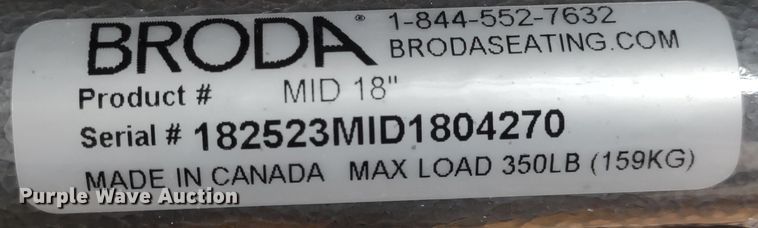 BRODA® 1-844-552-7632
BRODASEATING.COM
Product # MID 18"
Serial # 182523MID1804270
MADE IN CANADA MAX LOAD 350LB (159KG)
Purple Wave Auction